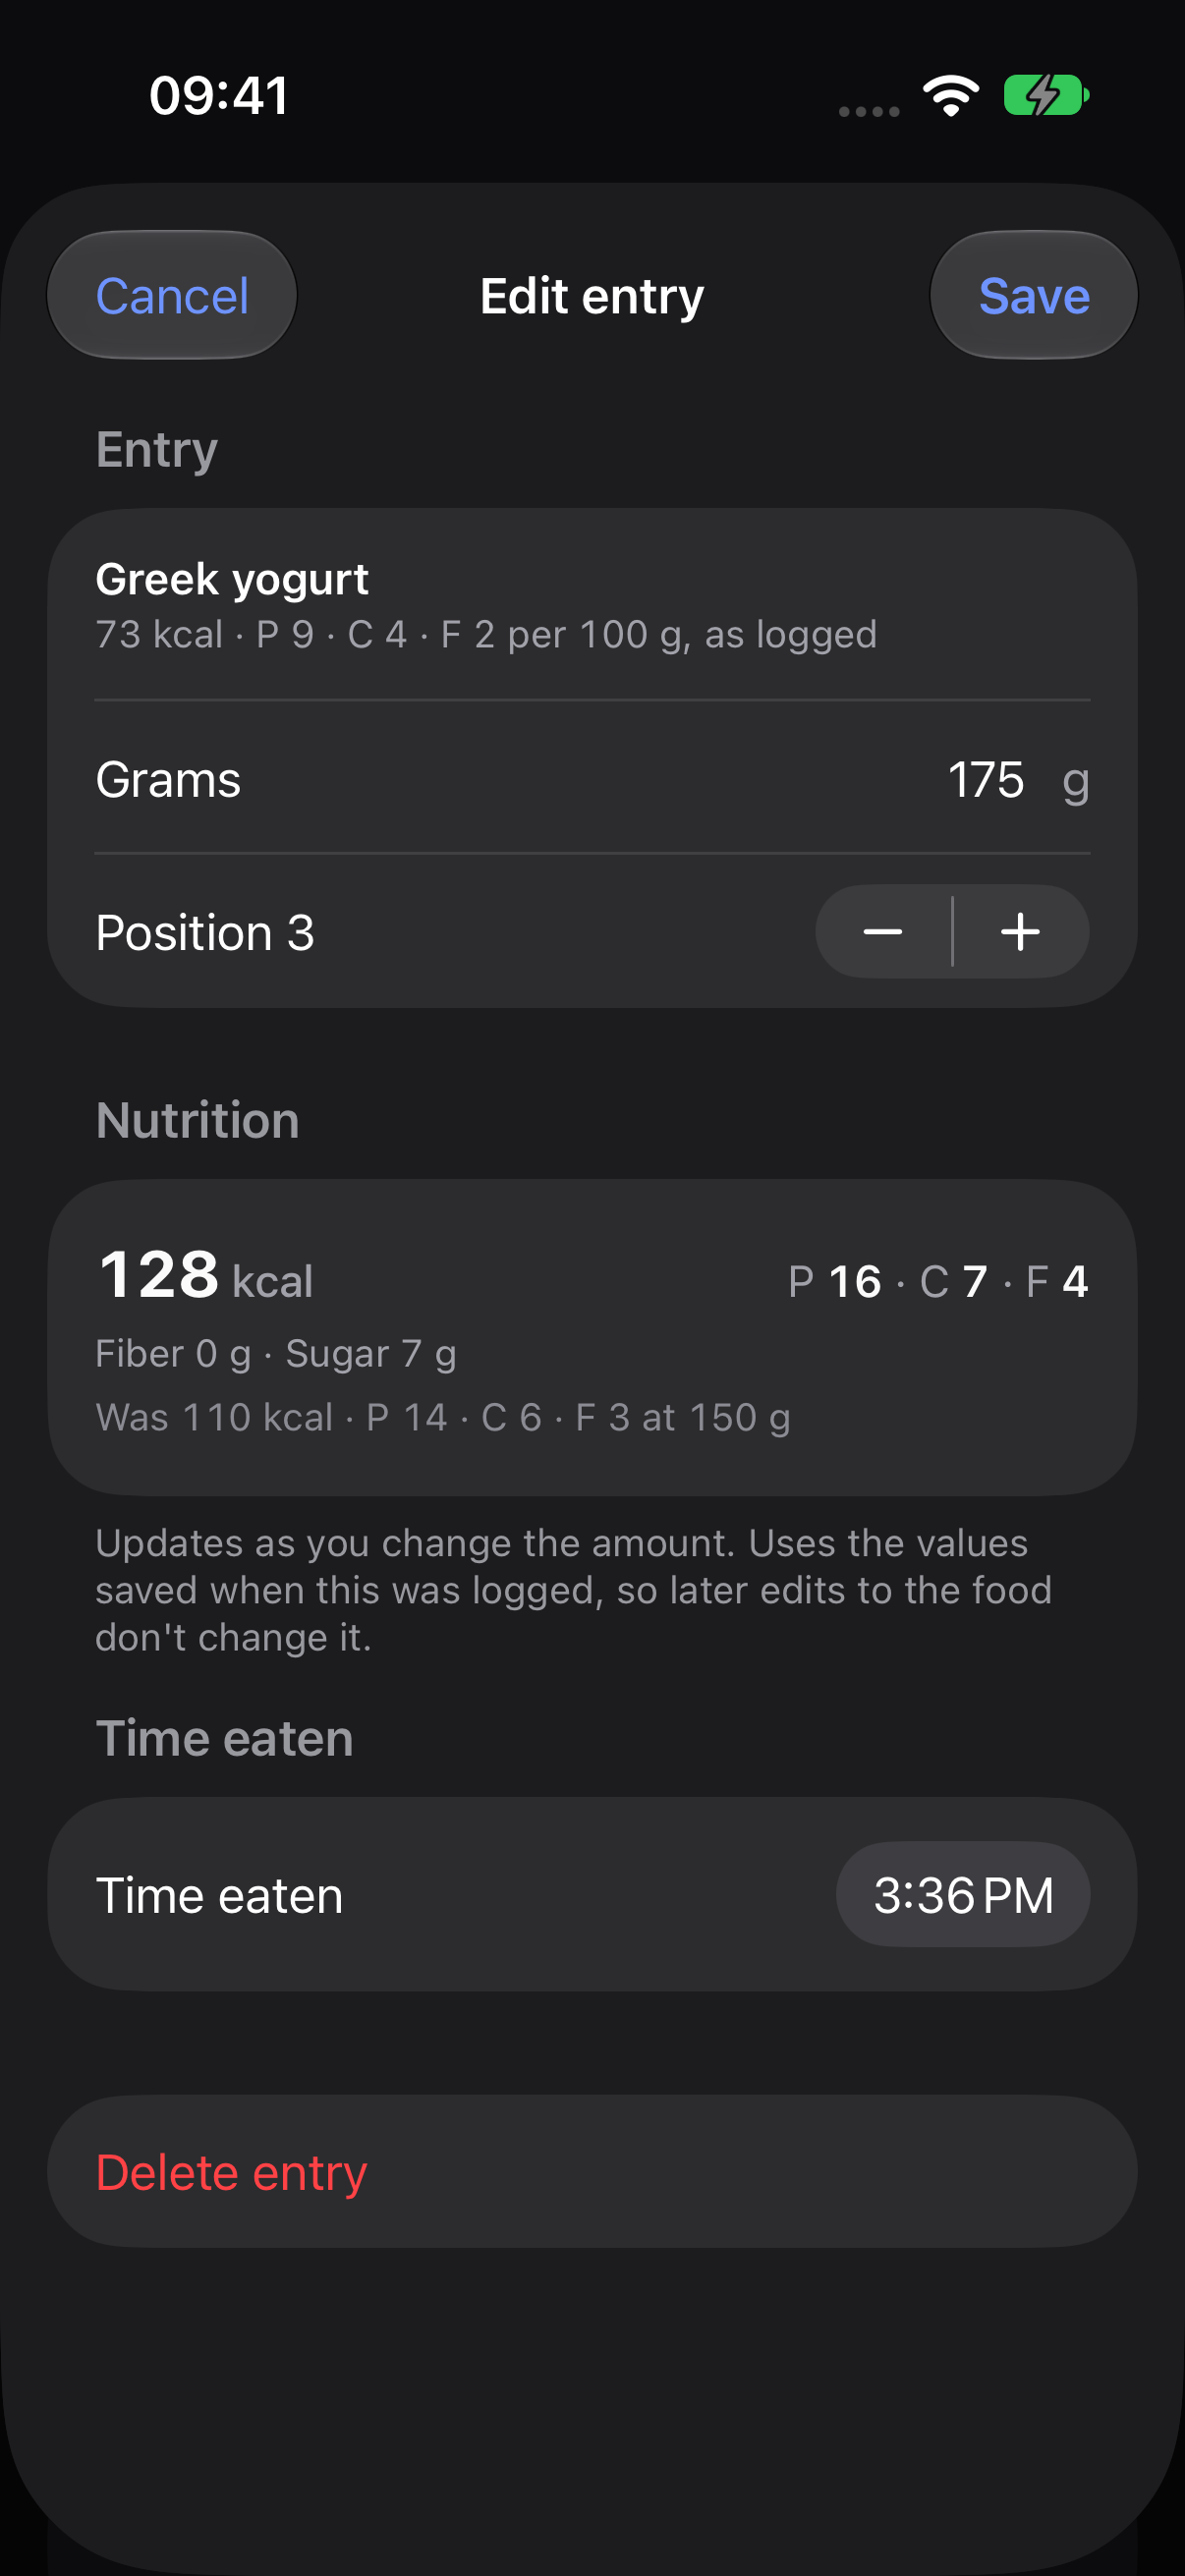 09:41
Cancel
Edit entry
Save
Entry
Greek yogurt
73 kcal · P 9 · C 4 · F 2 per 100 g, as logged
Grams 175 g
Position 3 − +
Nutrition
128 kcal P 16 · C 7 · F 4
Fiber 0 g · Sugar 7 g
Was 110 kcal · P 14 · C 6 · F 3 at 150 g
Updates as you change the amount. Uses the values
saved when this was logged, so later edits to the food
don't change it.
Time eaten
Time eaten 3:36 PM
Delete entry